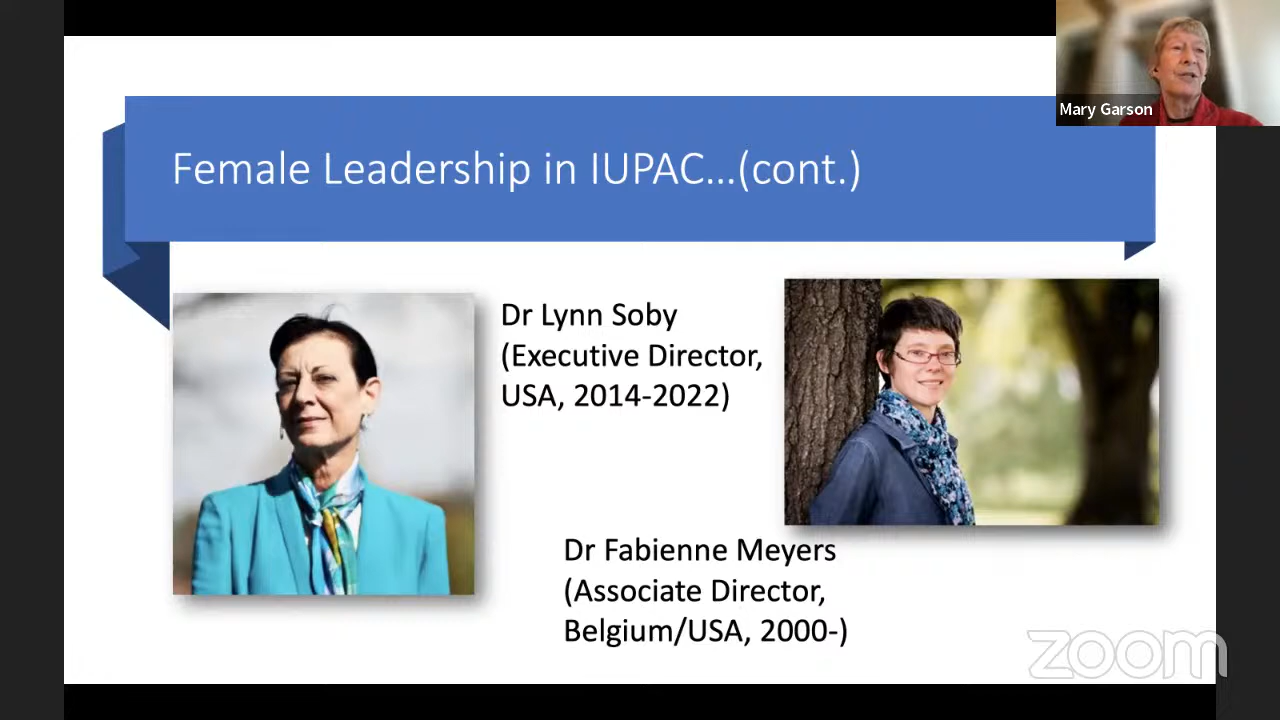 Mary Garson
Female Leadership in IUPAC...(cont.)
Dr Lynn Soby
(Executive Director,
USA, 2014-2022)
Dr Fabienne Meyers
(Associate Director,
Belgium/USA, 2000-)
zoom